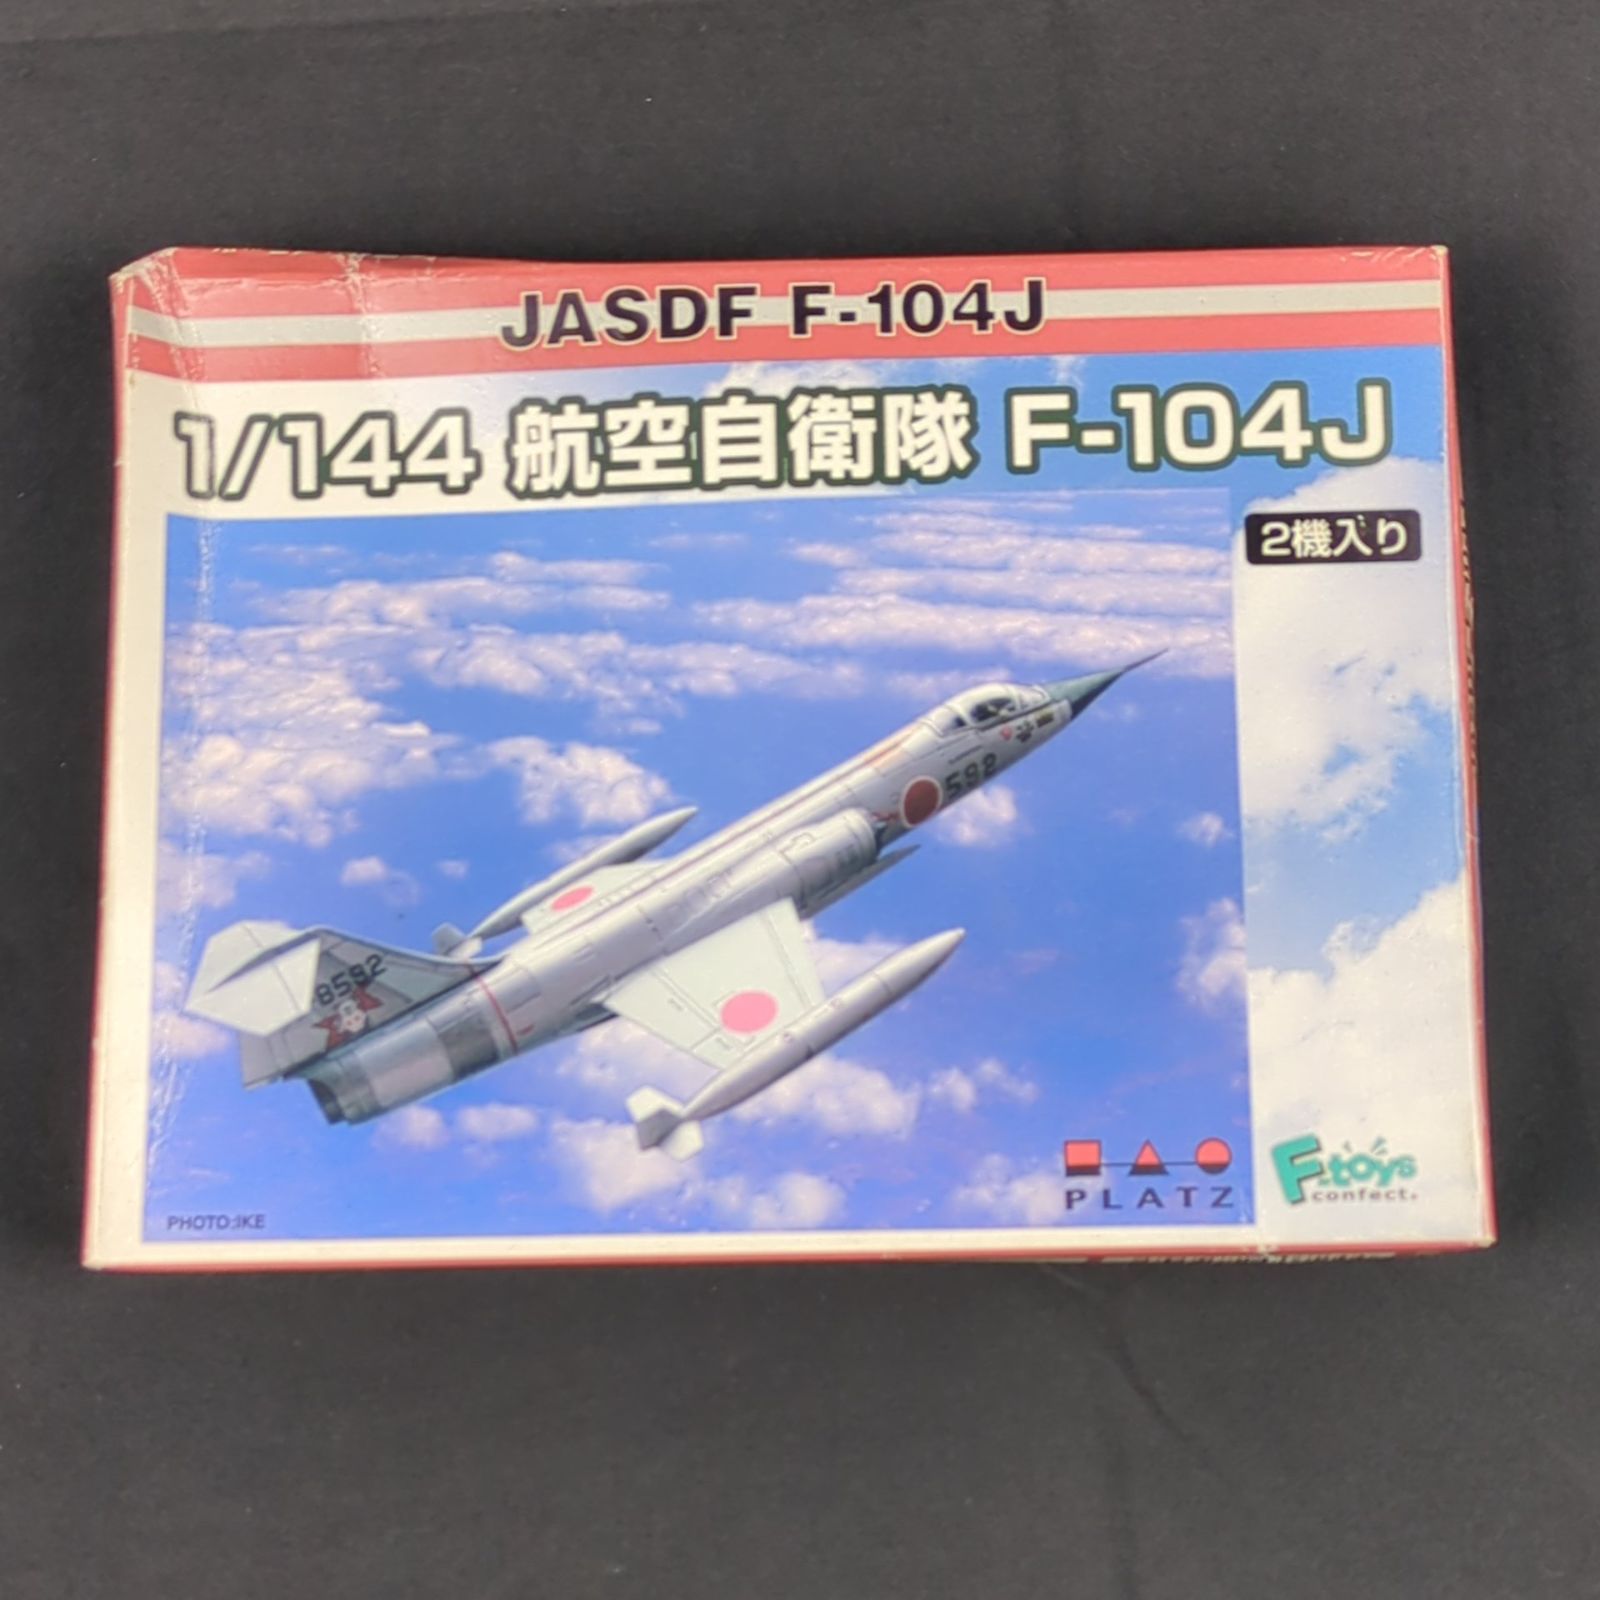 JASDF F-104J
1/144 航空自衛隊 F-104J
2機入り
592
8592
PLATZ
F-toys
confect.
PHOTO:IKE